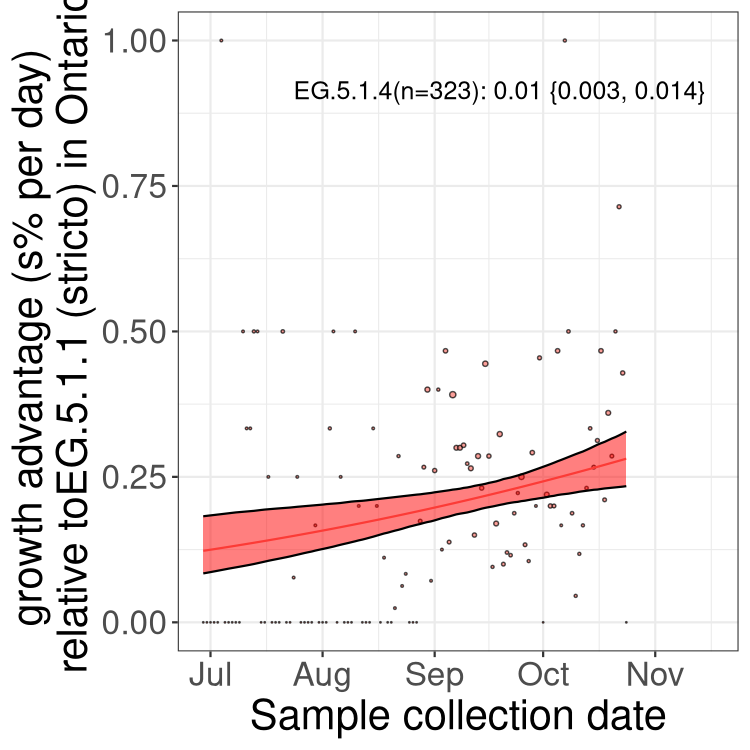 growth advantage (s% per day)
relative toEG.5.1.1 (stricto) in Ontario
1.00
0.75
0.50
0.25
0.00
EG.5.1.4(n=323): 0.01 {0.003, 0.014}
Jul Aug Sep Oct Nov
Sample collection date